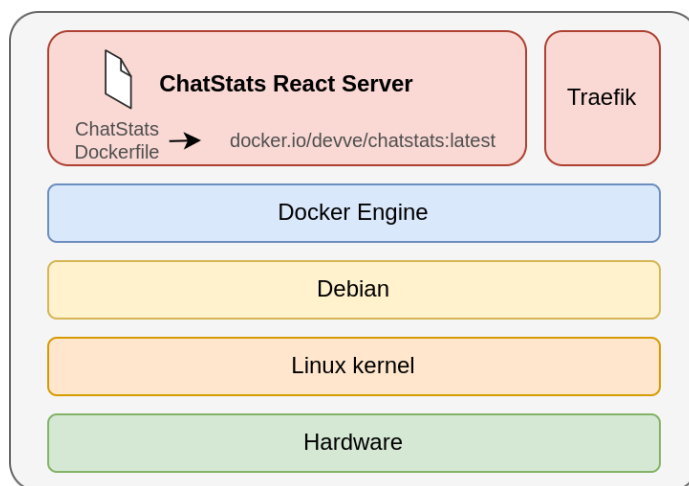 ChatStats React Server
ChatStats
Dockerfile
docker.io/devve/chatstats:latest
Traefik
Docker Engine
Debian
Linux kernel
Hardware